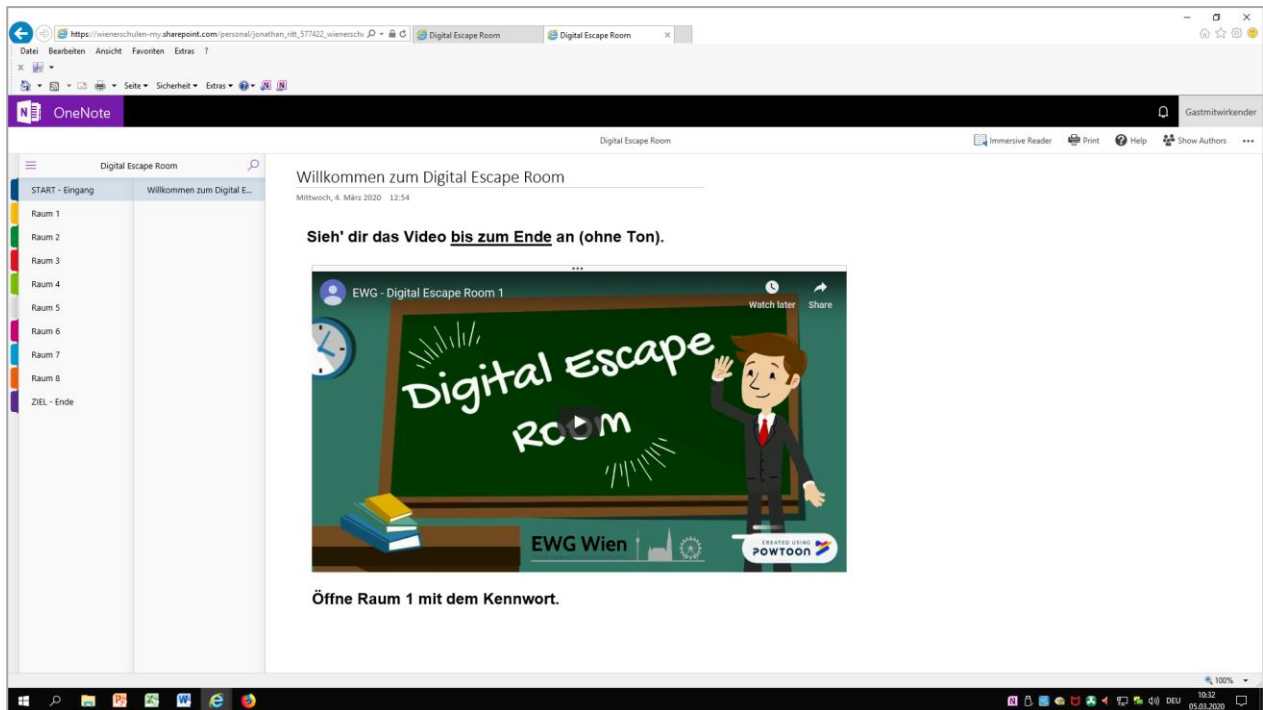 https://wienerschulen-my.sharepoint.com/personal/jonathan_ritt_577422_wienersch
Digital Escape Room
Digital Escape Room
Datei Bearbeiten Ansicht Favoriten Extras ?
Seite Sicherheit Extras
OneNote
Gastmitwirkender
Digital Escape Room
Immersive Reader Print Help Show Authors
Digital Escape Room
START - Eingang
Raum 1
Raum 2
Raum 3
Raum 4
Raum 5
Raum 6
Raum 7
Raum 8
ZIEL - Ende
Willkommen zum Digital E...
Willkommen zum Digital Escape Room
Mittwoch, 4. März 2020 12:54
Sieh' dir das Video bis zum Ende an (ohne Ton).
EWG - Digital Escape Room 1
Watch later Share
Digital Escape
Room
EWG Wien
CREATED USING
POWTOON
Öffne Raum 1 mit dem Kennwort.
100%
DEU
10:32
05.03.2020